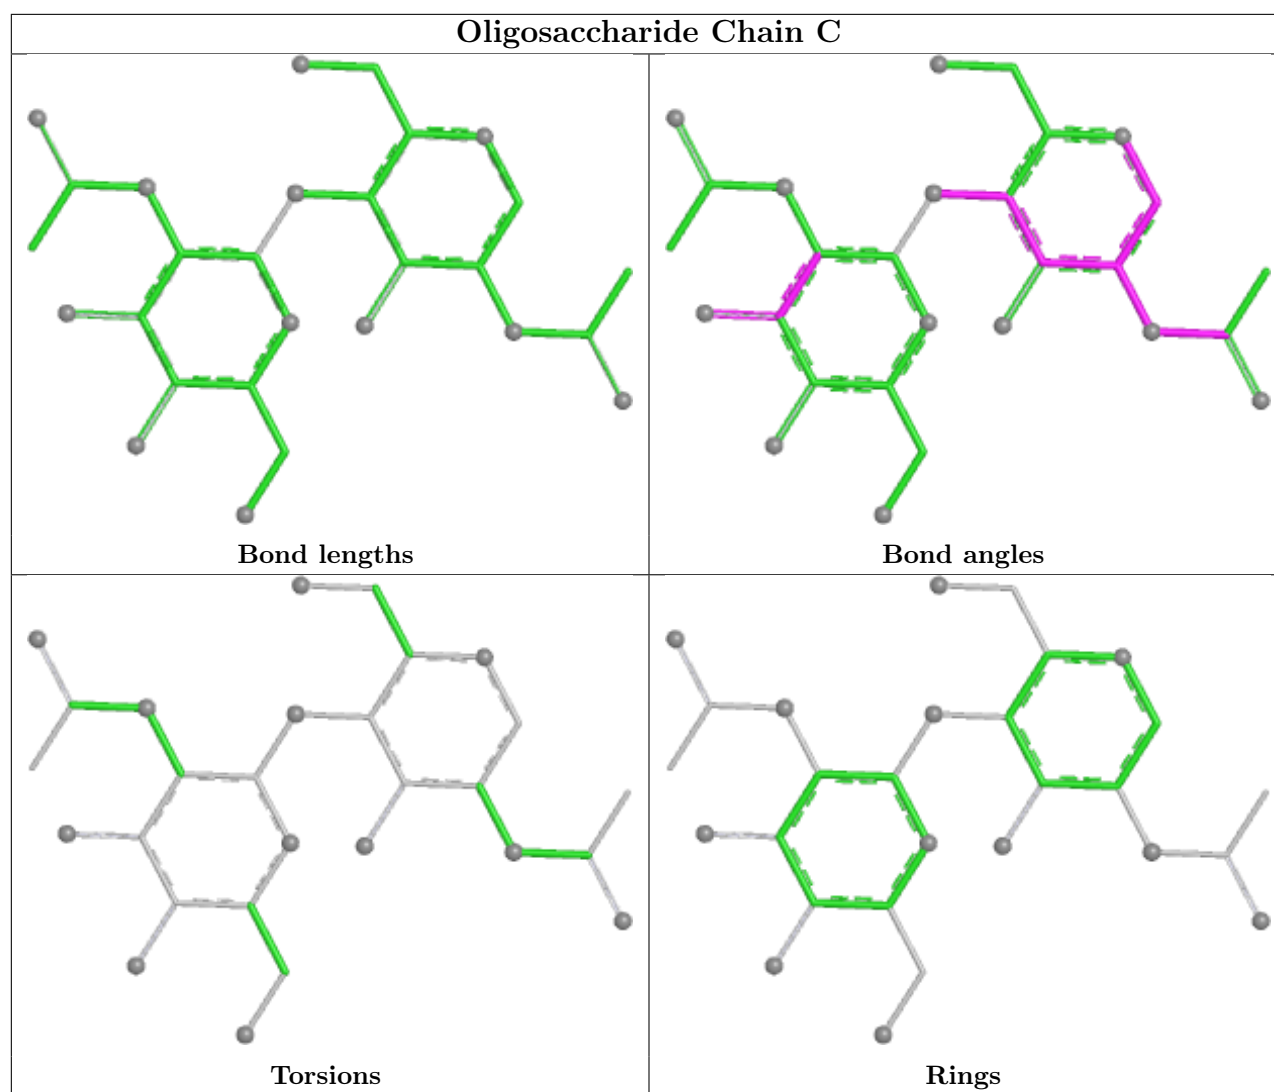 Oligosaccharide Chain C
Bond lengths
Bond angles
Torsions
Rings